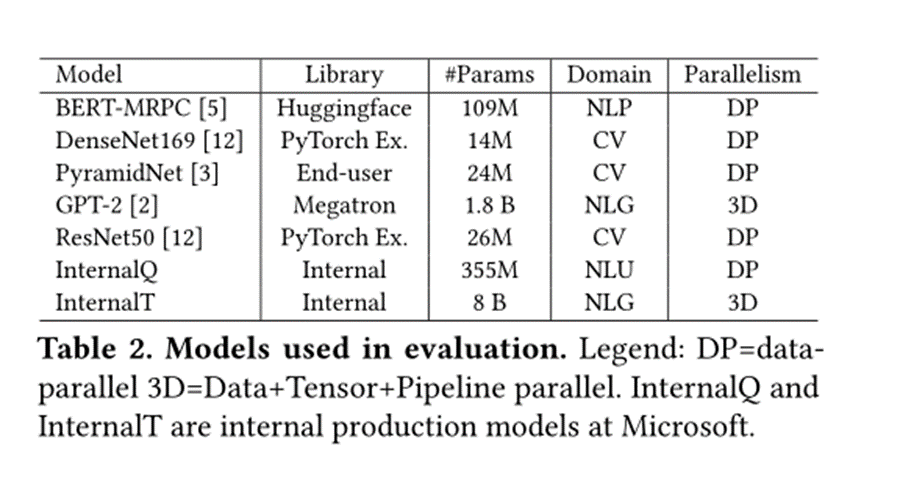 Model Library #Params Domain Parallelism
BERT-MRPC [5] Huggingface 109M NLP DP
DenseNet169 [12] PyTorch Ex. 14M CV DP
PyramidNet [3] End-user 24M CV DP
GPT-2 [2] Megatron 1.8 B NLG 3D
ResNet50 [12] PyTorch Ex. 26M CV DP
InternalQ Internal 355M NLU DP
InternalT Internal 8 B NLG 3D
Table 2. Models used in evaluation. Legend: DP=data-
parallel 3D=Data+Tensor+Pipeline parallel. InternalQ and
InternalT are internal production models at Microsoft.